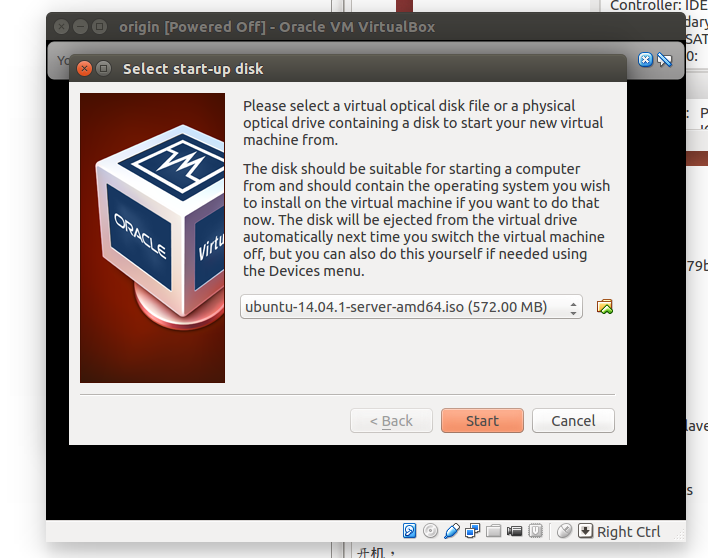 Controller: IDE
dary
origin [Powered Off] - Oracle VM VirtualBox
SAT
0:
Yo
Select start-up disk
Please select a virtual optical disk file or a physical
optical drive containing a disk to start your new virtual
machine from.
The disk should be suitable for starting a computer
from and should contain the operating system you wish
to install on the virtual machine if you want to do that
now. The disk will be ejected from the virtual drive
automatically next time you switch the virtual machine
off, but you can also do this yourself if needed using
the Devices menu.
ORACLE
Virtu
: P
79b
ubuntu-14.04.1-server-amd64.iso (572.00 MB)
< Back
Start
Cancel
lave
s
Right Ctrl
开机，